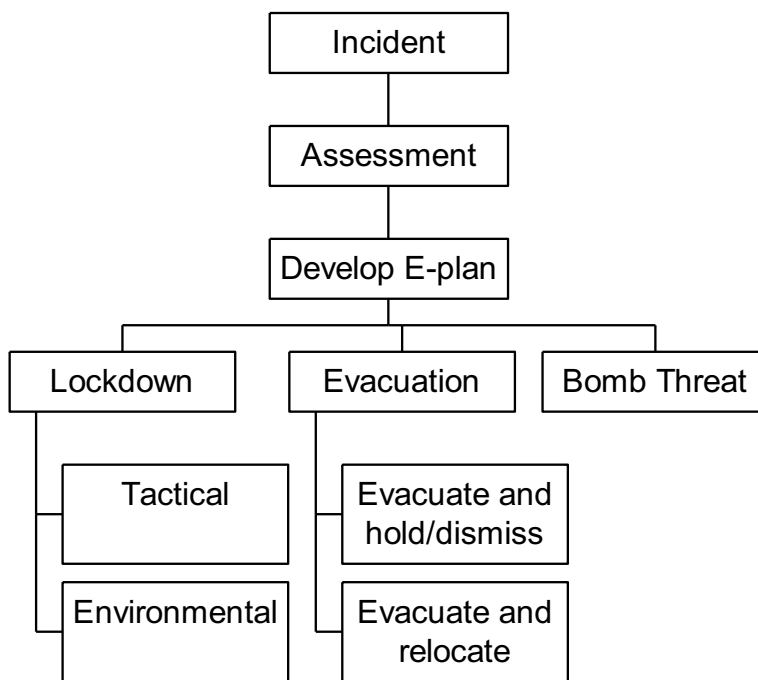 Incident
Assessment
Develop E-plan
Lockdown
Evacuation
Bomb Threat
Tactical
Evacuate and
hold/dismiss
Environmental
Evacuate and
relocate